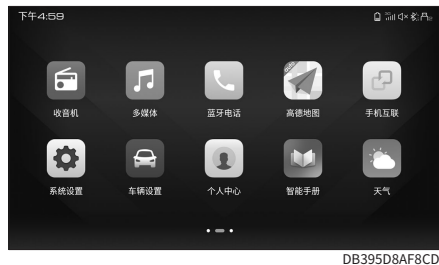 下午4:59
收音机 多媒体 蓝牙电话 高德地图 手机互联
系统设置 车辆设置 个人中心 智能手册 天气
DB395D8AF8CD